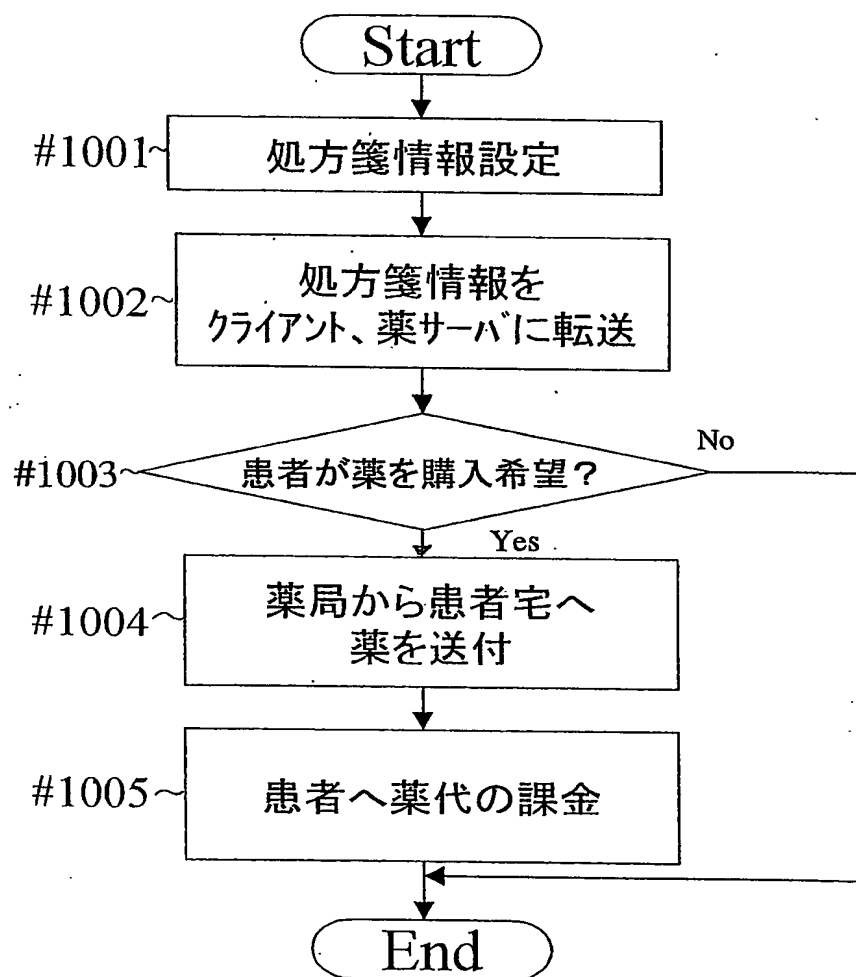 Start
#1001~ 処方箋情報設定
#1002~ 処方箋情報を
クライアント、薬サーバに転送
No
#1003~ 患者が薬を購入希望?
Yes
#1004~ 薬局から患者宅へ
薬を送付
#1005~ 患者へ薬代の課金
End